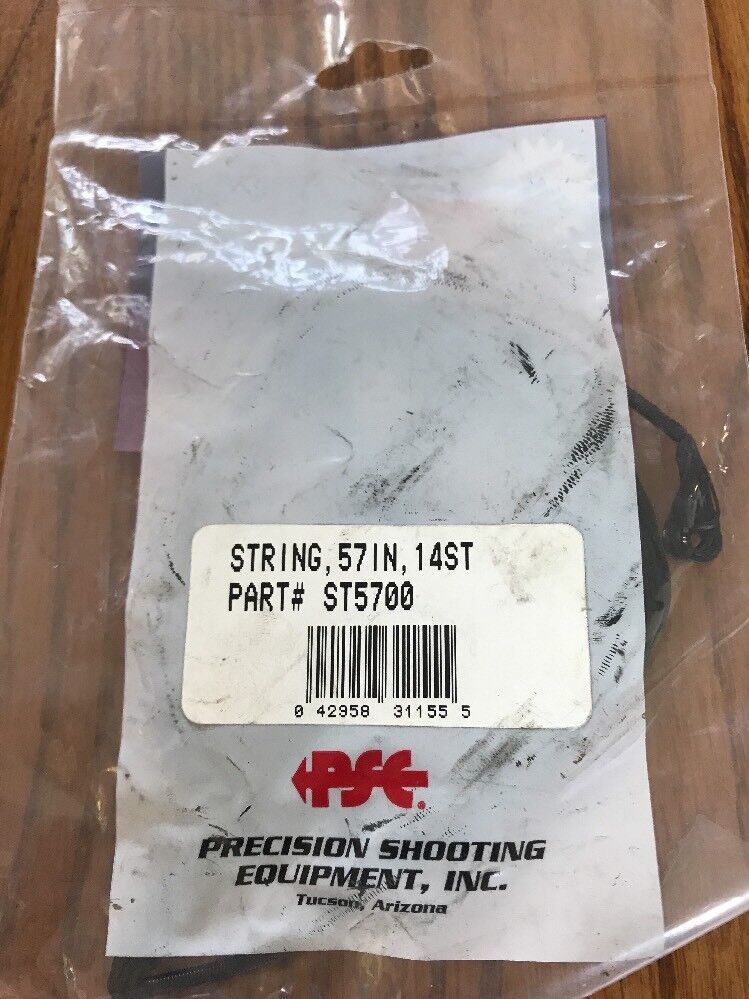 STRING,57IN,14ST
PART# ST5700
0 42958 31155 5
PSE.
PRECISION SHOOTING
EQUIPMENT, INC.
Tucson, Arizona